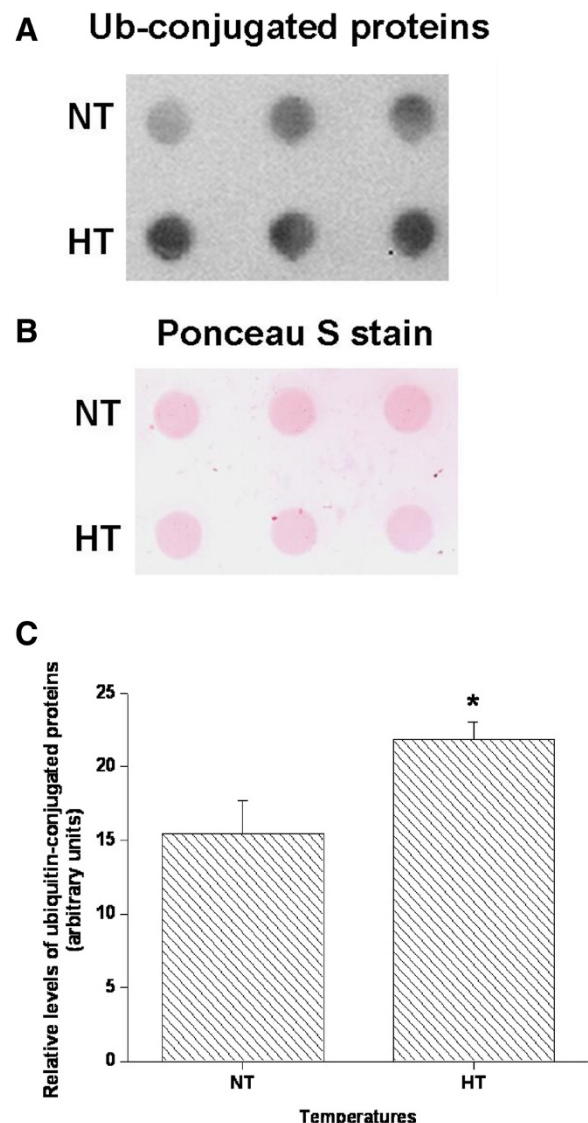 A Ub-conjugated proteins
NT
HT
B Ponceau S stain
NT
HT
C
Relative levels of ubiquitin-conjugated proteins
(arbitrary units)
25
20
15
10
5
0
*
NT HT
Temperatures